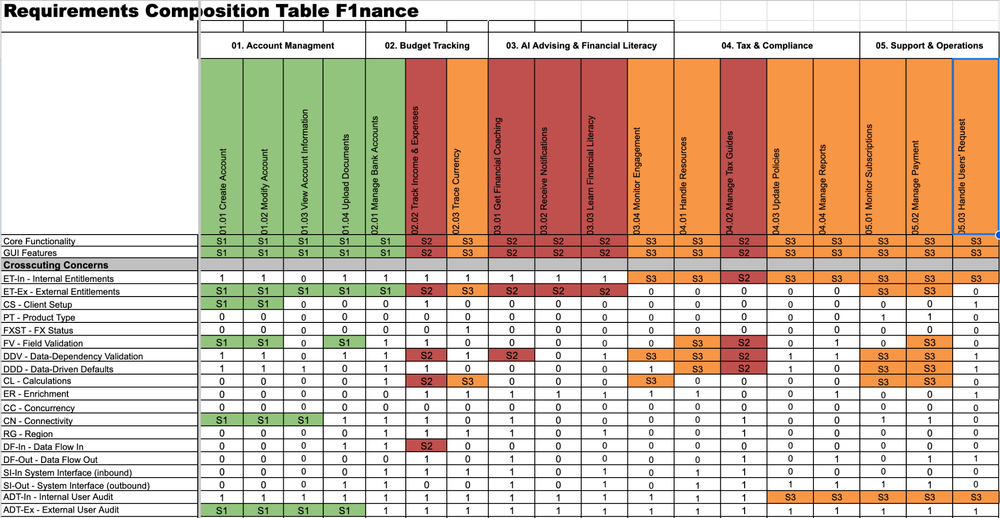 Requirements Composition Table F1nance
01. Account Managment 02. Budget Tracking 03. AI Advising & Financial Literacy 04. Tax & Compliance 05. Support & Operations
01.01 Create Account
01.02 Modify Account
01.03 View Account Information
01.04 Upload Documents
02.01 Manage Bank Accounts
02.02 Track Income & Expenses
02.03 Trace Currency
03.01 Get Financial Coaching
03.02 Receive Notifications
03.03 Learn Financial Literacy
03.04 Monitor Engagement
04.01 Handle Resources
04.02 Manage Tax Guides
04.03 Update Policies
04.04 Manage Reports
05.01 Monitor Subscriptions
05.02 Manage Payment
05.03 Handle Users' Request
Core Functionality S1 S1 S1 S1 S1 S2 S3 S2 S2 S2 S3 S3 S2 S3 S3 S3 S3 S3
GUI Features S1 S1 S1 S1 S1 S2 S3 S2 S2 S2 S3 S3 S2 S3 S3 S3 S3 S3
Crosscuting Concerns
ET-In - Internal Entitlements 1 1 0 1 1 1 1 1 1 1 S3 S3 S2 S3 S3 S3 S3 S3
ET-Ex - External Entitlements S1 S1 S1 S1 S1 S2 S3 S2 S2 S2 0 0 0 0 0 S3 S3 0
CS - Client Setup S1 S1 0 0 0 1 0 0 0 0 0 0 0 0 0 0 0 1
PT - Product Type 0 0 0 0 0 0 0 0 0 0 0 0 0 0 0 1 1 0
FXST - FX Status 0 0 0 0 0 0 1 0 0 0 0 0 0 0 0 0 0 0
FV - Field Validation S1 S1 0 S1 1 1 0 0 0 0 0 S3 S2 0 1 0 S3 0
DDV - Data-Dependency Validation 1 1 0 1 1 S2 1 S2 0 1 S3 S3 S2 1 1 S3 S3 1
DDD - Data-Driven Defaults 1 1 1 0 1 1 0 0 0 0 1 S3 S2 1 0 S3 S3 1
CL - Calculations 0 0 0 0 1 S2 S3 0 0 0 S3 0 0 0 0 S3 S3 0
ER - Enrichment 0 0 0 0 0 1 1 1 1 1 1 1 0 0 1 0 0 1
CC - Concurrency 0 0 0 0 0 0 0 0 0 0 0 0 0 0 0 0 0 0
CN - Connectivity S1 S1 S1 1 1 1 0 1 0 0 0 0 1 0 0 1 1 0
RG - Region 0 0 0 0 1 1 1 1 0 1 0 0 1 0 0 0 0 0
DF-In - Data Flow In 0 0 0 1 1 S2 0 0 0 0 0 0 0 0 0 0 0 0
DF-Out - Data Flow Out 0 0 0 0 0 1 0 1 0 0 0 0 1 0 1 0 1 1
SI-In System Interface (inbound) 0 0 0 0 1 1 1 1 0 1 0 1 1 0 0 0 0 0
SI-Out - System Interface (outbound) 0 0 0 1 1 0 0 1 0 1 0 1 1 1 1 1 1 0
ADT-In - Internal User Audit 1 1 1 1 1 1 1 1 1 1 1 1 1 S3 S3 S3 S3 S3
ADT-Ex - External User Audit S1 S1 S1 S1 1 1 1 1 1 1 1 1 1 1 1 1 1 1